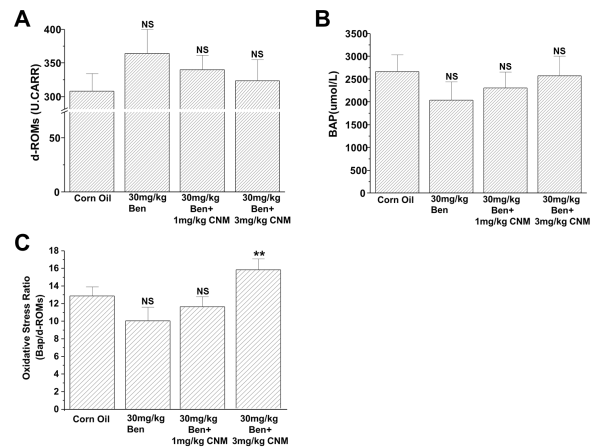 A
d-ROMs (U.CARR)
400
350
300
50
0
NS
NS
NS
Corn Oil
30mg/kg
Ben
30mg/kg
Ben+
1mg/kg CNM
30mg/kg
Ben+
3mg/kg CNM
B
BAP(umol/L)
3500
3000
2500
2000
1500
1000
500
0
NS
NS
NS
Corn Oil
30mg/kg
Ben
30mg/kg
Ben+
1mg/kg CNM
30mg/kg
Ben+
3mg/kg CNM
C
Oxidative Stress Ratio
(Bap/d-ROMs)
18
16
14
12
10
8
6
4
2
0
NS
NS
**
Corn Oil
30mg/kg
Ben
30mg/kg
Ben+
1mg/kg CNM
30mg/kg
Ben+
3mg/kg CNM